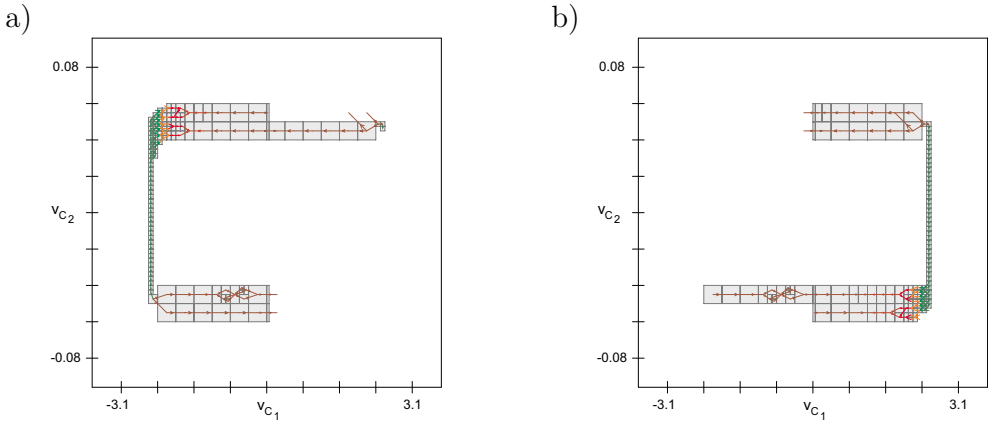 a)
0.08
v_{C_2}
-0.08
-3.1
v_{C_1}
3.1
b)
0.08
v_{C_2}
-0.08
-3.1
v_{C_1}
3.1